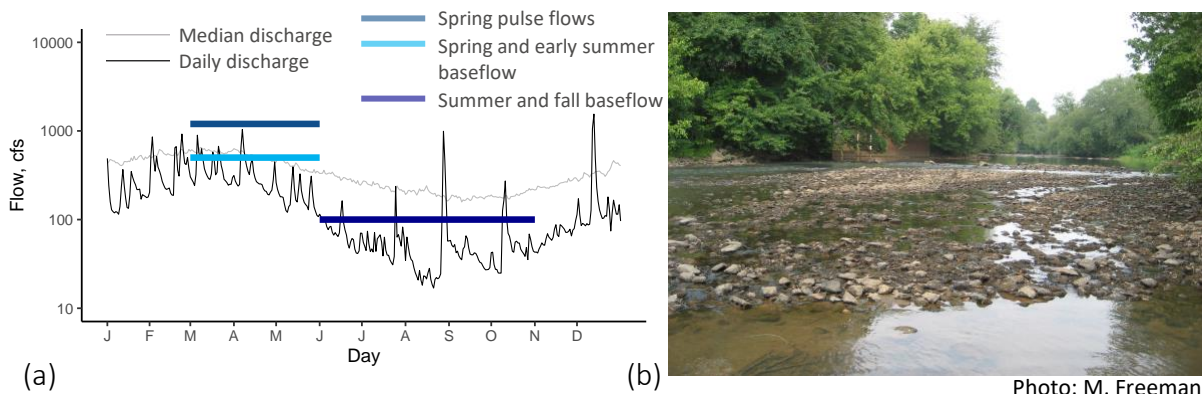 Median discharge
Daily discharge
Spring pulse flows
Spring and early summer
baseflow
Summer and fall baseflow
Flow, cfs
10000
1000
100
10
J F M A M J J A S O N D
Day
(a)
(b)
Photo: M. Freeman